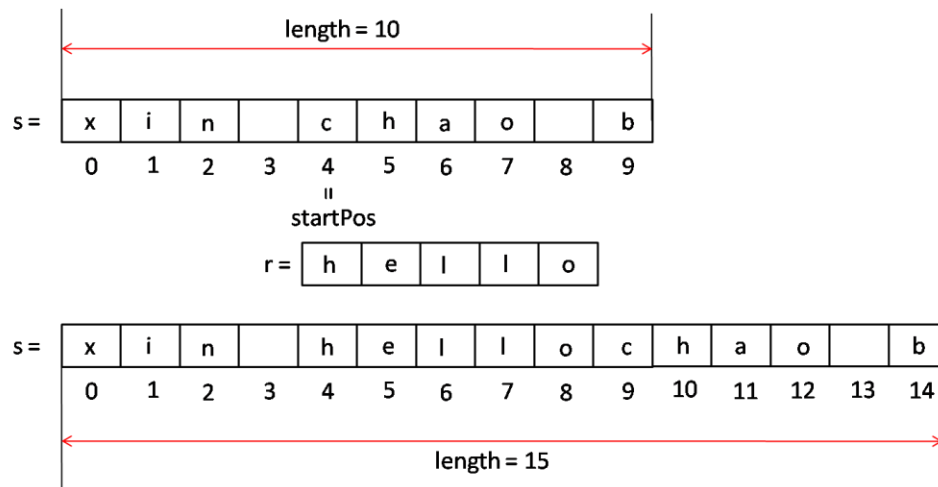 length = 10
s = x i n c h a o b
0 1 2 3 4 5 6 7 8 9
=
startPos
r = h e l l o
s = x i n h e l l o c h a o b
0 1 2 3 4 5 6 7 8 9 10 11 12 13 14
length = 15